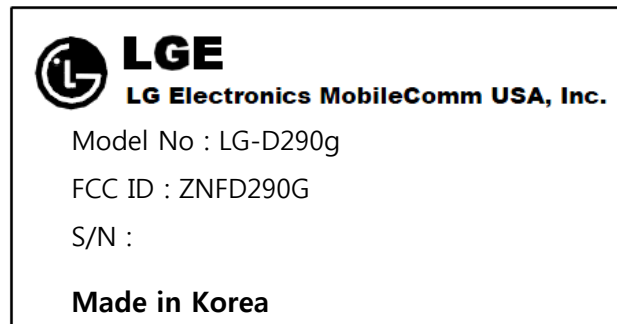 LGE
LG Electronics MobileComm USA, Inc.
Model No : LG-D290g
FCC ID : ZNFD290G
S/N :
Made in Korea